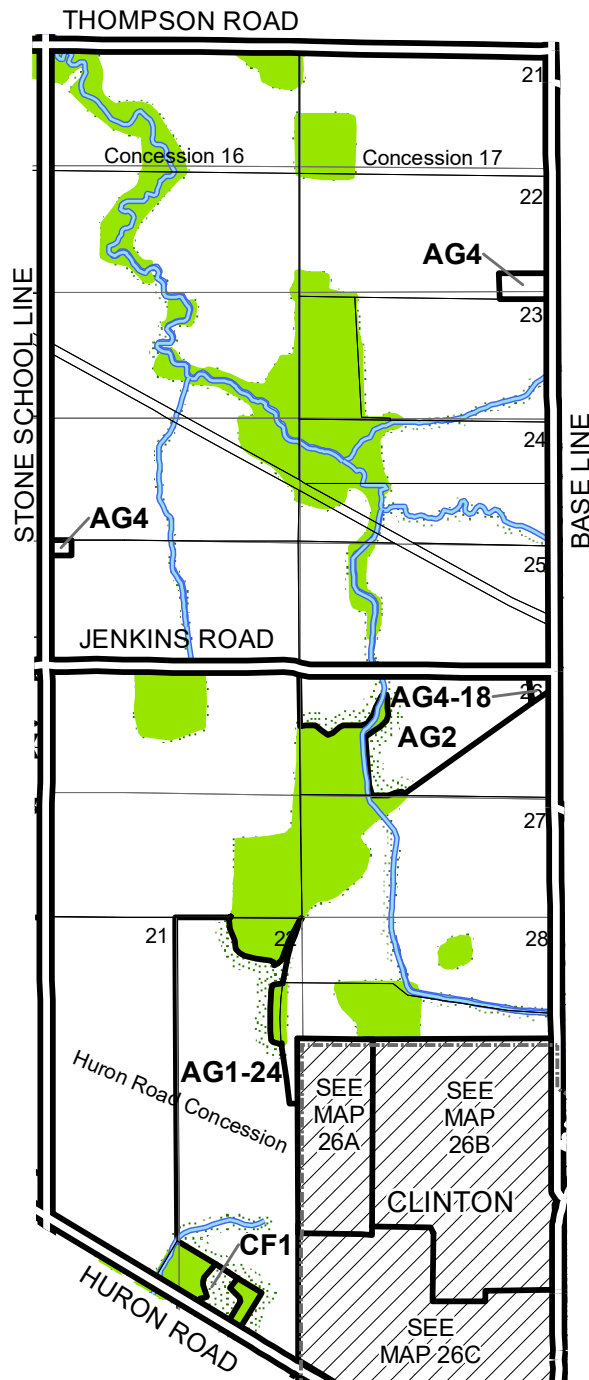 THOMPSON ROAD
21
Concession 16
Concession 17
22
AG4
23
STONE SCHOOL LINE
24
BASE LINE
AG4
25
JENKINS ROAD
26
AG4-18
AG2
27
21
22
28
AG1-24
Huron Road Concession
SEE
MAP
26A
SEE
MAP
26B
CLINTON
CF1
HURON ROAD
SEE
MAP 26C